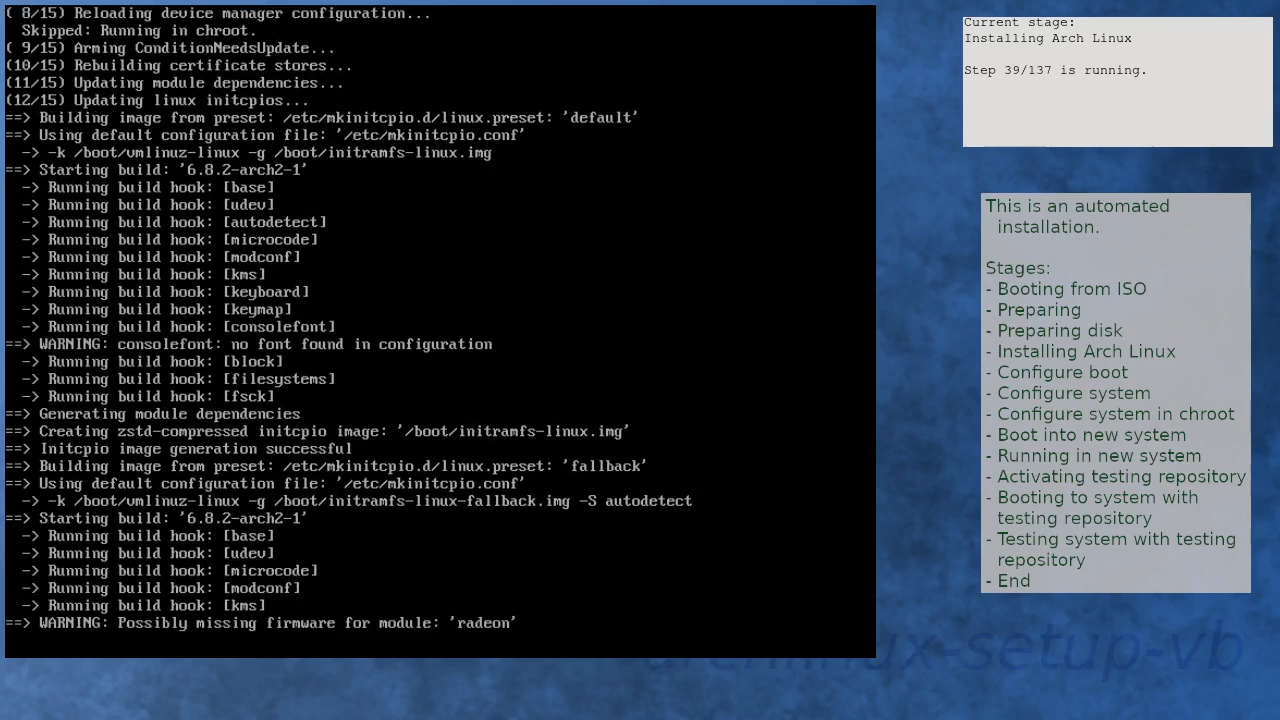 ( 8/15) Reloading device manager configuration...
  Skipped: Running in chroot.
( 9/15) Arming ConditionNeedsUpdate...
(10/15) Rebuilding certificate stores...
(11/15) Updating module dependencies...
(12/15) Updating linux initcpios...
==> Building image from preset: /etc/mkinitcpio.d/linux.preset: 'default'
==> Using default configuration file: '/etc/mkinitcpio.conf'
  -> -k /boot/vmlinuz-linux -g /boot/initramfs-linux.img
==> Starting build: '6.8.2-arch2-1'
  -> Running build hook: [base]
  -> Running build hook: [udev]
  -> Running build hook: [autodetect]
  -> Running build hook: [microcode]
  -> Running build hook: [modconf]
  -> Running build hook: [kms]
  -> Running build hook: [keyboard]
  -> Running build hook: [keymap]
  -> Running build hook: [consolefont]
==> WARNING: consolefont: no font found in configuration
  -> Running build hook: [block]
  -> Running build hook: [filesystems]
  -> Running build hook: [fsck]
==> Generating module dependencies
==> Creating zstd-compressed initcpio image: '/boot/initramfs-linux.img'
==> Initcpio image generation successful
==> Building image from preset: /etc/mkinitcpio.d/linux.preset: 'fallback'
==> Using default configuration file: '/etc/mkinitcpio.conf'
  -> -k /boot/vmlinuz-linux -g /boot/initramfs-linux-fallback.img -S autodetect
==> Starting build: '6.8.2-arch2-1'
  -> Running build hook: [base]
  -> Running build hook: [udev]
  -> Running build hook: [microcode]
  -> Running build hook: [modconf]
  -> Running build hook: [kms]
==> WARNING: Possibly missing firmware for module: 'radeon'
Current stage:
Installing Arch Linux
Step 39/137 is running.
This is an automated
installation.
Stages:
- Booting from ISO
- Preparing
- Preparing disk
- Installing Arch Linux
- Configure boot
- Configure system
- Configure system in chroot
- Boot into new system
- Running in new system
- Activating testing repository
- Booting to system with
testing repository
- Testing system with testing
repository
- End
archlinux-setup-vb